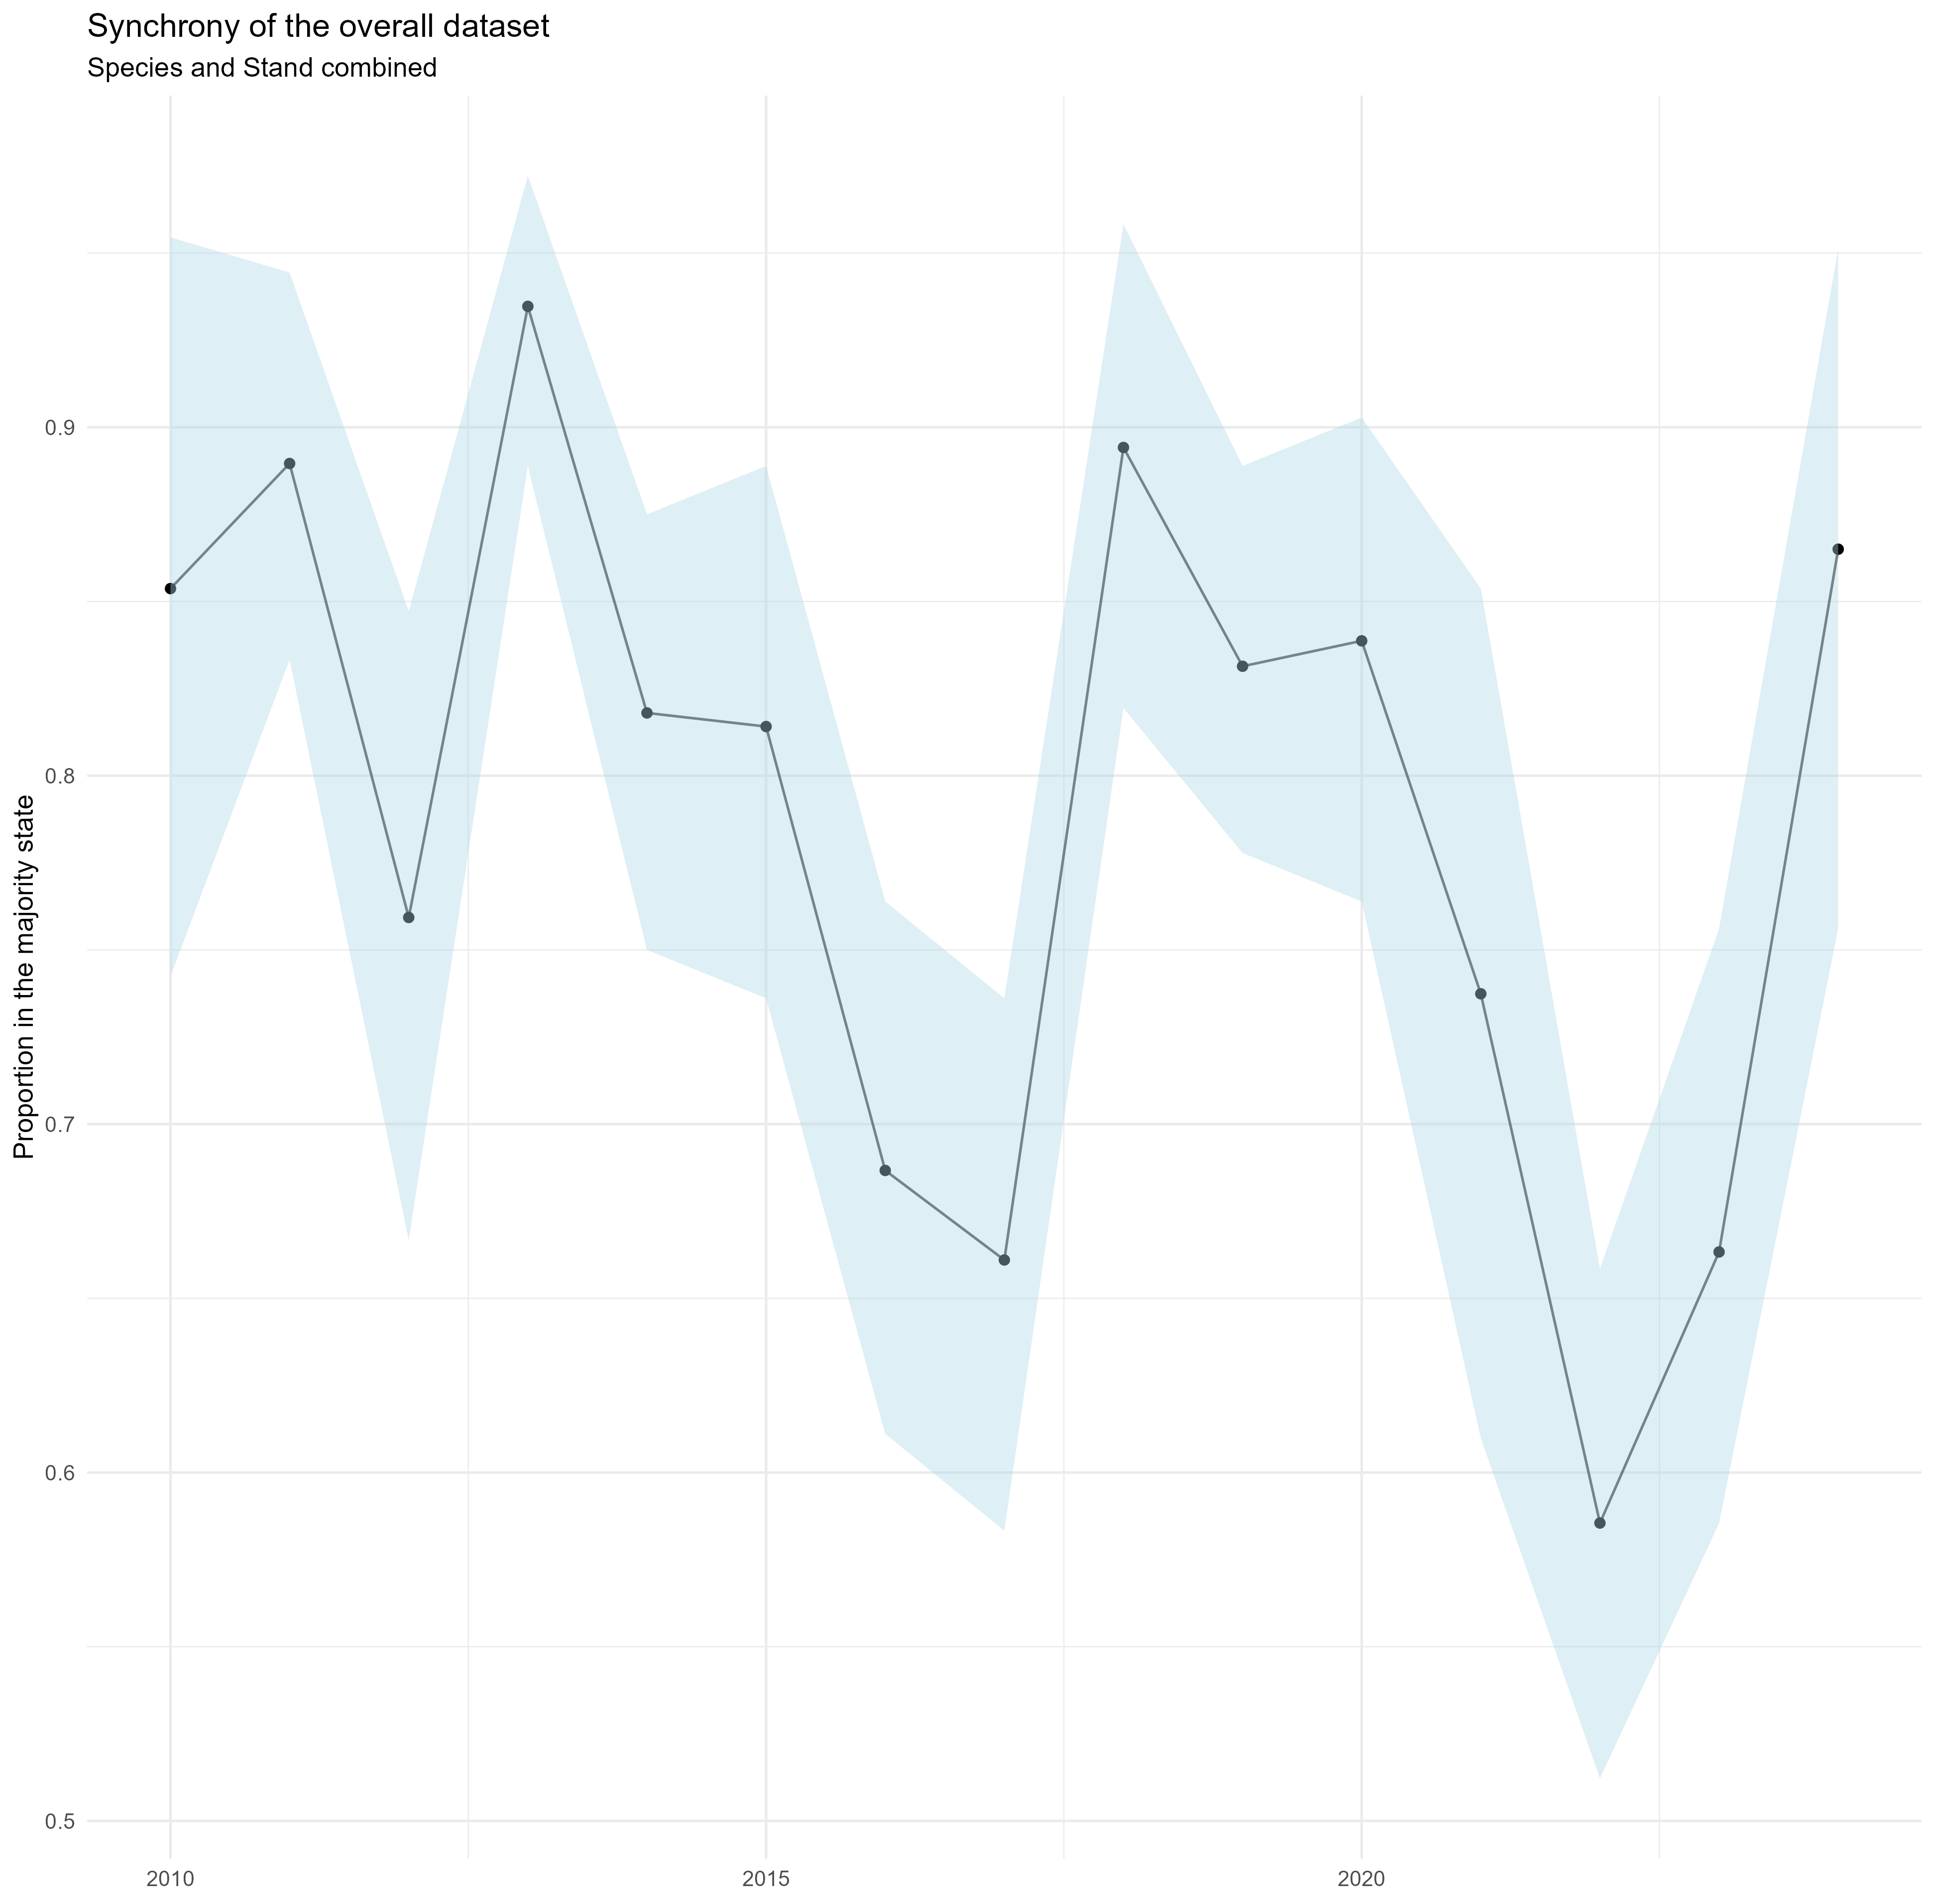 Synchrony of the overall dataset
Species and Stand combined
Proportion in the majority state
0.9
0.8
0.7
0.6
0.5
2010
2015
2020